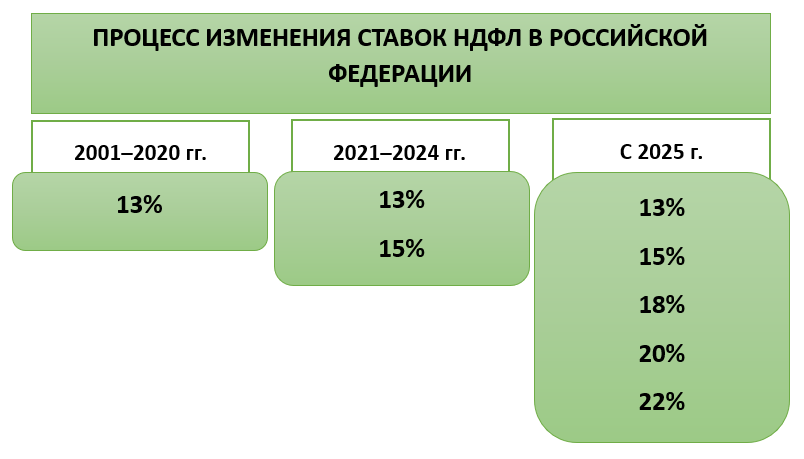 ПРОЦЕСС ИЗМЕНЕНИЯ СТАВОК НДФЛ В РОССИЙСКОЙ
ФЕДЕРАЦИИ
2001–2020 гг.
13%
2021–2024 гг.
13%
15%
С 2025 г.
13%
15%
18%
20%
22%